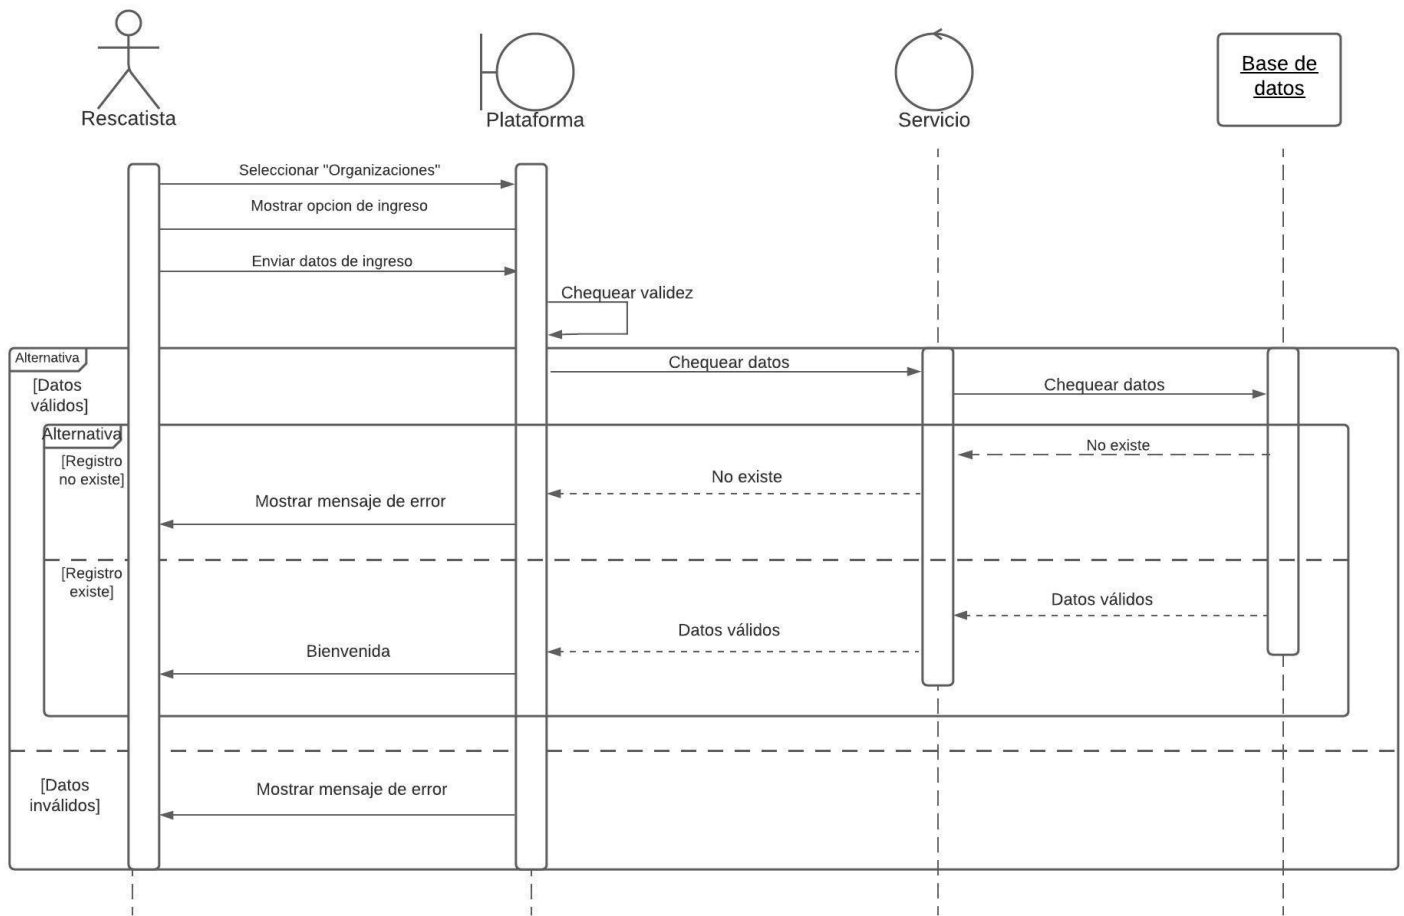 Rescatista
Plataforma
Servicio
Base de
datos
Seleccionar "Organizaciones"
Mostrar opcion de ingreso
Enviar datos de ingreso
Chequear validez
Alternativa
[Datos
válidos]
Chequear datos
Chequear datos
Alternativa
[Registro
no existe]
No existe
No existe
Mostrar mensaje de error
[Registro
existe]
Datos válidos
Datos válidos
Bienvenida
[Datos
inválidos]
Mostrar mensaje de error